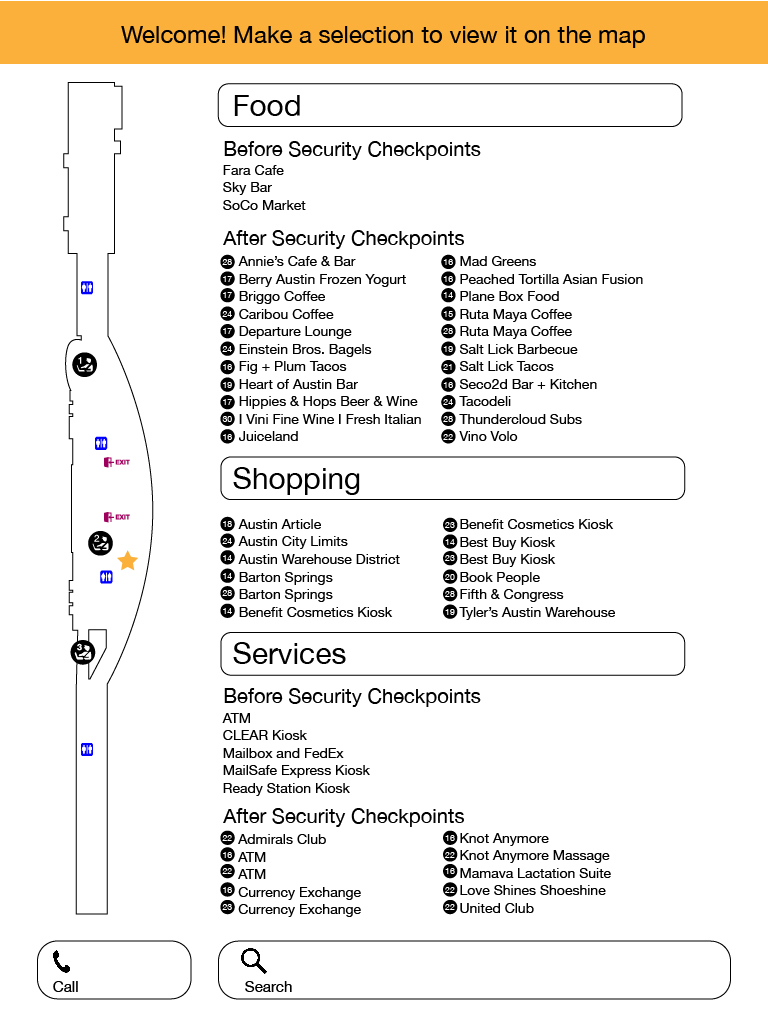 Welcome! Make a selection to view it on the map
Food
Before Security Checkpoints
Fara Cafe
Sky Bar
SoCo Market
After Security Checkpoints
28 Annie's Cafe & Bar
17 Berry Austin Frozen Yogurt
17 Briggo Coffee
24 Caribou Coffee
17 Departure Lounge
24 Einstein Bros. Bagels
16 Fig + Plum Tacos
19 Heart of Austin Bar
17 Hippies & Hops Beer & Wine
30 I Vini Fine Wine I Fresh Italian
16 Juiceland
16 Mad Greens
16 Peached Tortilla Asian Fusion
14 Plane Box Food
15 Ruta Maya Coffee
28 Ruta Maya Coffee
19 Salt Lick Barbecue
21 Salt Lick Tacos
16 Seco2d Bar + Kitchen
24 Tacodeli
28 Thundercloud Subs
22 Vino Volo
1
EXIT
EXIT
2
3
Shopping
18 Austin Article
24 Austin City Limits
14 Austin Warehouse District
14 Barton Springs
28 Barton Springs
14 Benefit Cosmetics Kiosk
23 Benefit Cosmetics Kiosk
14 Best Buy Kiosk
23 Best Buy Kiosk
20 Book People
28 Fifth & Congress
19 Tyler's Austin Warehouse
Services
Before Security Checkpoints
ATM
CLEAR Kiosk
Mailbox and FedEx
MailSafe Express Kiosk
Ready Station Kiosk
After Security Checkpoints
22 Admirals Club
16 ATM
22 ATM
16 Currency Exchange
23 Currency Exchange
16 Knot Anymore
22 Knot Anymore Massage
16 Mamava Lactation Suite
22 Love Shines Shoeshine
22 United Club
Call
Search